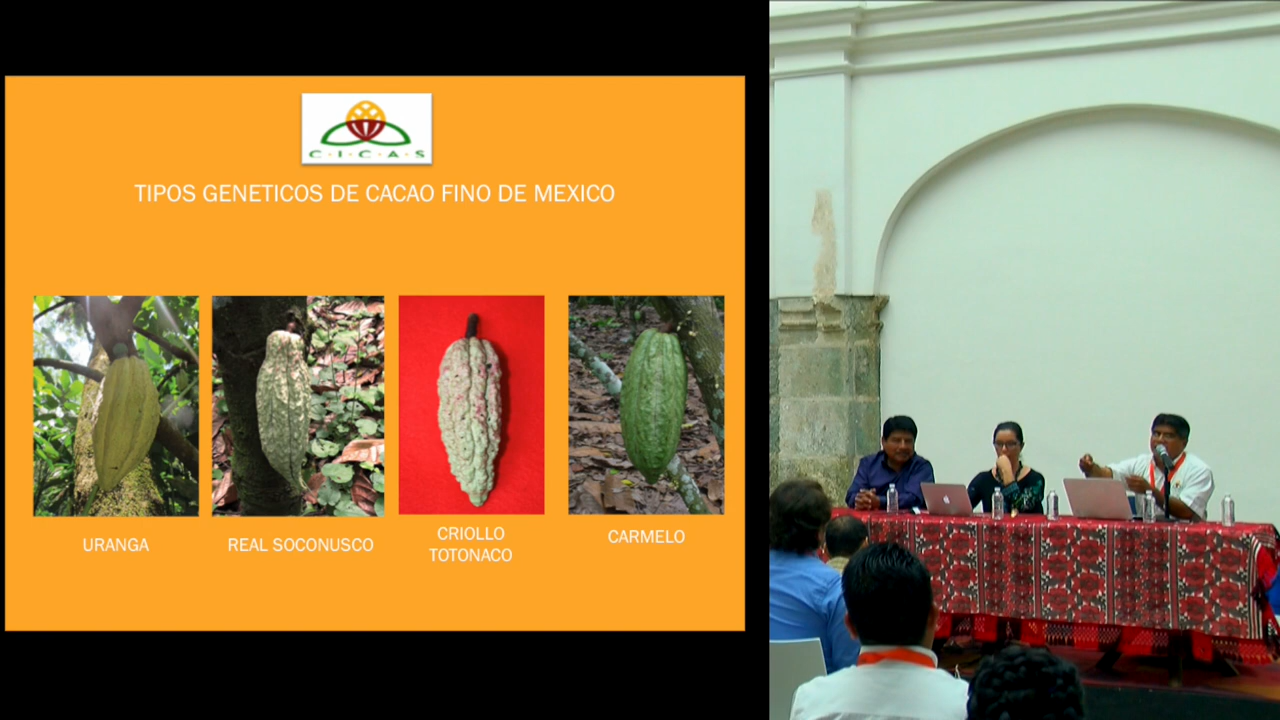 C·I·C·A·S
TIPOS GENETICOS DE CACAO FINO DE MEXICO
URANGA
REAL SOCONUSCO
CRIOLLO
TOTONACO
CARMELO